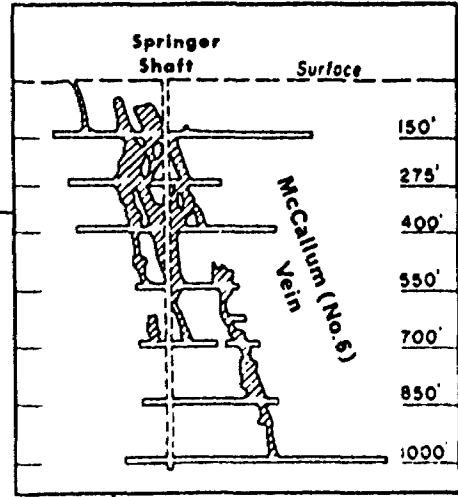 Springer
Shaft
Surface
150'
275'
400'
McCallum (No.6)
Vein
550'
700'
850'
1000'